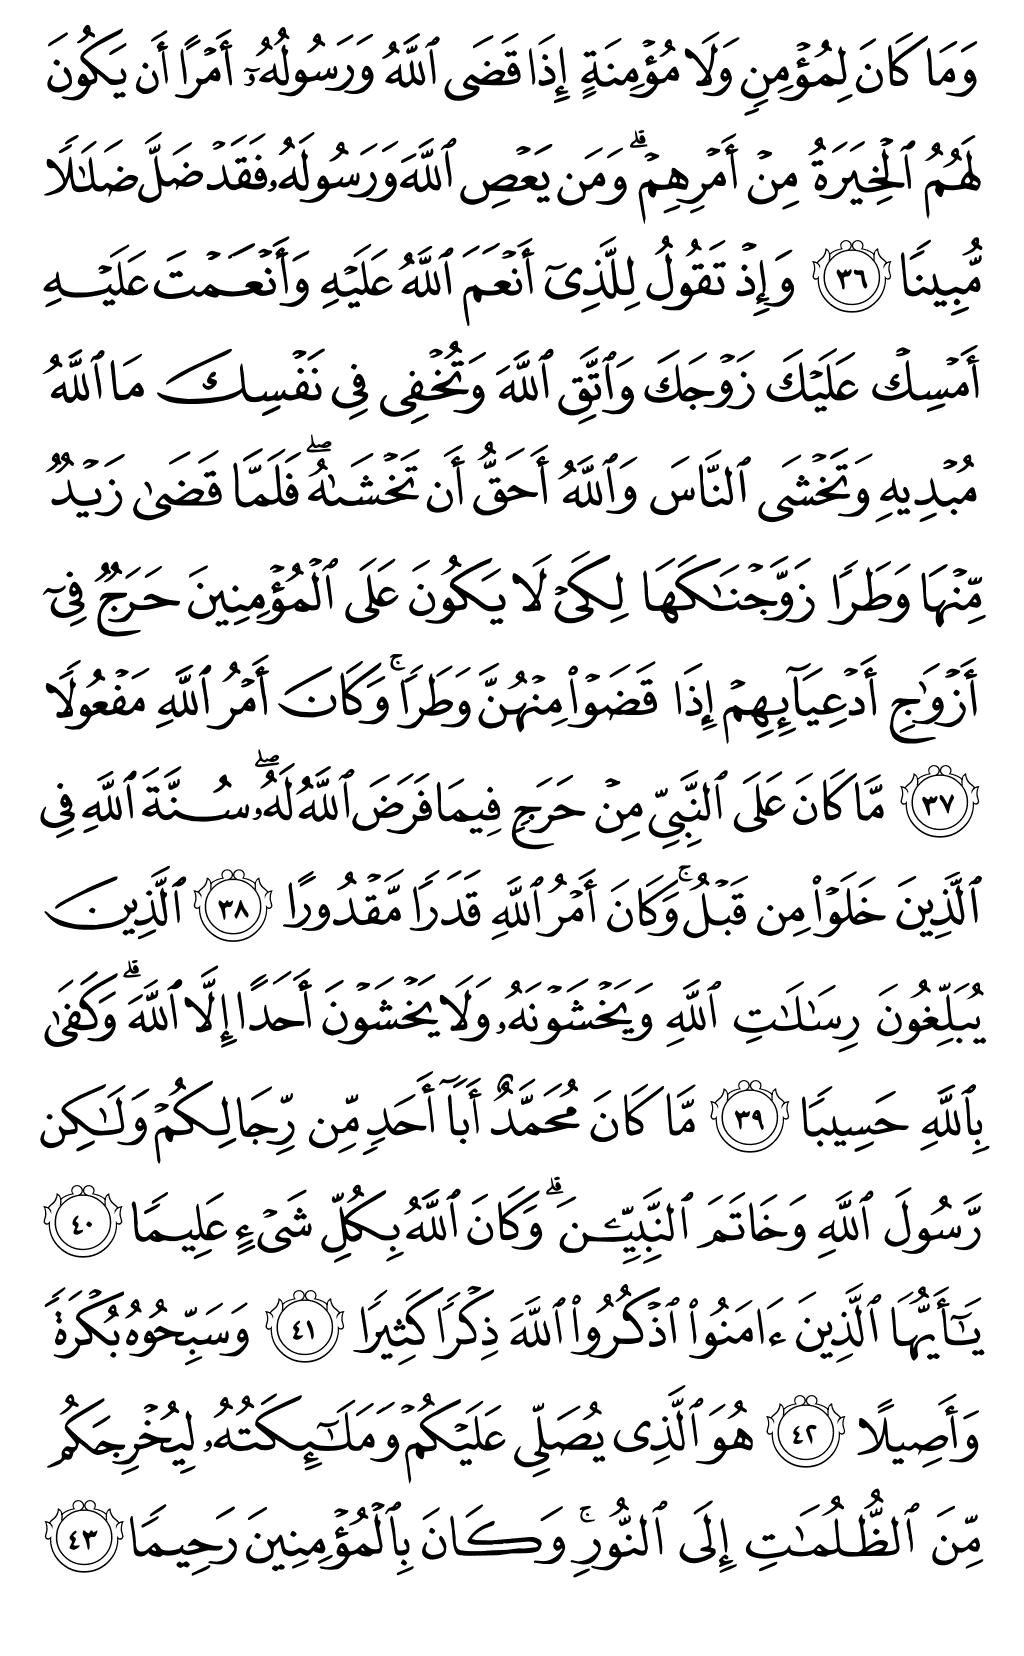 وَمَا كَانَ لِمُؤْمِنٍ وَلَا مُؤْمِنَةٍ إِذَا قَضَى ٱللَّهُ وَرَسُولُهُۥٓ أَمْرًا أَن يَكُونَ
لَهُمُ ٱلْخِيَرَةُ مِنْ أَمْرِهِمْ ۗ وَمَن يَعْصِ ٱللَّهَ وَرَسُولَهُۥ فَقَدْ ضَلَّ ضَلَٰلًا
مُّبِينًا ٣٦ وَإِذْ تَقُولُ لِلَّذِىٓ أَنْعَمَ ٱللَّهُ عَلَيْهِ وَأَنْعَمْتَ عَلَيْهِ
أَمْسِكْ عَلَيْكَ زَوْجَكَ وَٱتَّقِ ٱللَّهَ وَتُخْفِى فِى نَفْسِكَ مَا ٱللَّهُ
مُبْدِيهِ وَتَخْشَى ٱلنَّاسَ وَٱللَّهُ أَحَقُّ أَن تَخْشَىٰهُ ۖ فَلَمَّا قَضَىٰ زَيْدٌ
مِّنْهَا وَطَرًا زَوَّجْنَٰكَهَا لِكَىْ لَا يَكُونَ عَلَى ٱلْمُؤْمِنِينَ حَرَجٌ فِىٓ
أَزْوَٰجِ أَدْعِيَآئِهِمْ إِذَا قَضَوْا۟ مِنْهُنَّ وَطَرًا ۚ وَكَانَ أَمْرُ ٱللَّهِ مَفْعُولًا
٣٧ مَّا كَانَ عَلَى ٱلنَّبِىِّ مِنْ حَرَجٍ فِيمَا فَرَضَ ٱللَّهُ لَهُۥ ۖ سُنَّةَ ٱللَّهِ فِى
ٱلَّذِينَ خَلَوْا۟ مِن قَبْلُ ۚ وَكَانَ أَمْرُ ٱللَّهِ قَدَرًا مَّقْدُورًا ٣٨ ٱلَّذِينَ
يُبَلِّغُونَ رِسَٰلَٰتِ ٱللَّهِ وَيَخْشَوْنَهُۥ وَلَا يَخْشَوْنَ أَحَدًا إِلَّا ٱللَّهَ ۗ وَكَفَىٰ
بِٱللَّهِ حَسِيبًا ٣٩ مَّا كَانَ مُحَمَّدٌ أَبَآ أَحَدٍ مِّن رِّجَالِكُمْ وَلَٰكِن
رَّسُولَ ٱللَّهِ وَخَاتَمَ ٱلنَّبِيِّۦنَ ۗ وَكَانَ ٱللَّهُ بِكُلِّ شَىْءٍ عَلِيمًا ٤٠
يَٰٓأَيُّهَا ٱلَّذِينَ ءَامَنُوا۟ ٱذْكُرُوا۟ ٱللَّهَ ذِكْرًا كَثِيرًا ٤١ وَسَبِّحُوهُ بُكْرَةً
وَأَصِيلًا ٤٢ هُوَ ٱلَّذِى يُصَلِّى عَلَيْكُمْ وَمَلَٰٓئِكَتُهُۥ لِيُخْرِجَكُم
مِّنَ ٱلظُّلُمَٰتِ إِلَى ٱلنُّورِ ۚ وَكَانَ بِٱلْمُؤْمِنِينَ رَحِيمًا ٤٣